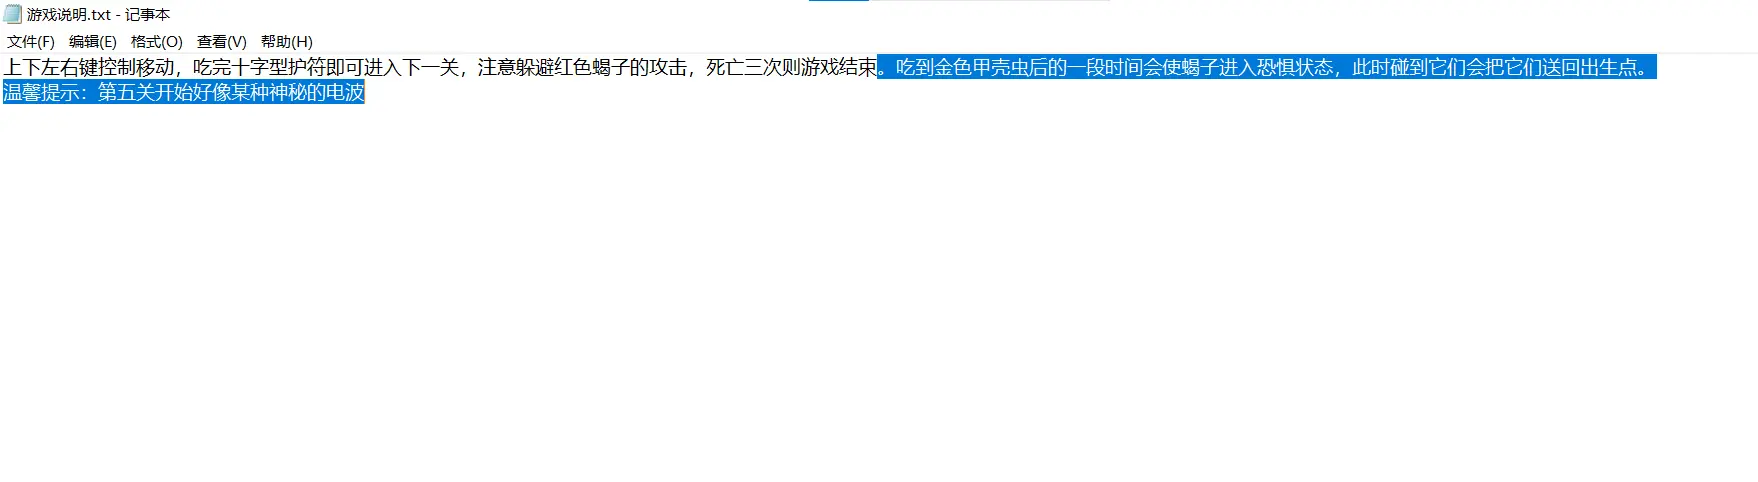 游戏说明.txt - 记事本
文件(F) 编辑(E) 格式(O) 查看(V) 帮助(H)
上下左右键控制移动，吃完十字型护符即可进入下一关，注意躲避红色蝎子的攻击，死亡三次则游戏结束。吃到金色甲壳虫后的一段时间会使蝎子进入恐惧状态，此时碰到它们会把它们送回出生点。
温馨提示：第五关开始好像某种神秘的电波